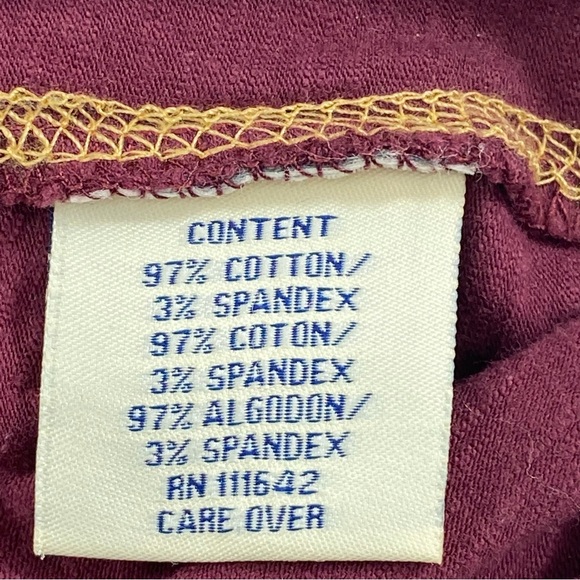 CONTENT
97% COTTON/
3% SPANDEX
97% COTON/
3% SPANDEX
97% ALGODON/
3% SPANDEX
RN 111642
CARE OVER